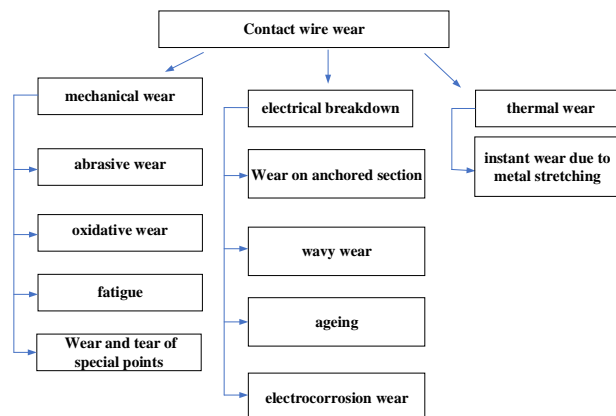 Contact wire wear
mechanical wear
abrasive wear
oxidative wear
fatigue
Wear and tear of
special points
electrical breakdown
Wear on anchored section
wavy wear
ageing
electrocorrosion wear
thermal wear
instant wear due to
metal stretching